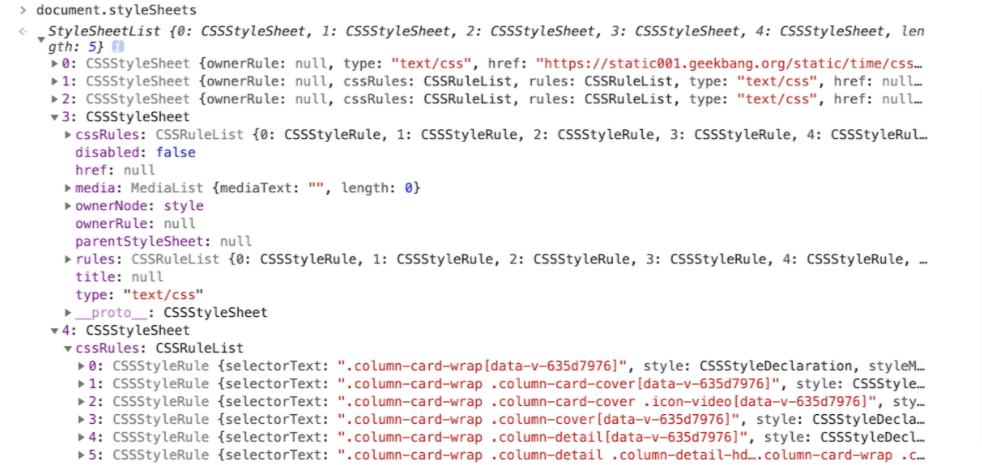 > document.styleSheets
StyleSheetList {0: CSSStyleSheet, 1: CSSStyleSheet, 2: CSSStyleSheet, 3: CSSStyleSheet, 4: CSSStyleSheet, len
gth: 5} i
▶0: CSSStyleSheet {ownerRule: null, type: "text/css", href: "https://static001.geekbang.org/static/time/css…
▶1: CSSStyleSheet {ownerRule: null, cssRules: CSSRuleList, rules: CSSRuleList, type: "text/css", href: null…
▶2: CSSStyleSheet {ownerRule: null, cssRules: CSSRuleList, rules: CSSRuleList, type: "text/css", href: null…
▼3: CSSStyleSheet
▶cssRules: CSSRuleList {0: CSSStyleRule, 1: CSSStyleRule, 2: CSSStyleRule, 3: CSSStyleRule, 4: CSSStyleRul…
disabled: false
href: null
▶media: MediaList {mediaText: "", length: 0}
▶ownerNode: style
ownerRule: null
parentStyleSheet: null
▶rules: CSSRuleList {0: CSSStyleRule, 1: CSSStyleRule, 2: CSSStyleRule, 3: CSSStyleRule, 4: CSSStyleRule, …
title: null
type: "text/css"
▶__proto__: CSSStyleSheet
▼4: CSSStyleSheet
▼cssRules: CSSRuleList
▶0: CSSStyleRule {selectorText: ".column-card-wrap[data-v-635d7976]", style: CSSStyleDeclaration, styleM…
▶1: CSSStyleRule {selectorText: ".column-card-wrap .column-card-cover[data-v-635d7976]", style: CSSStyle…
▶2: CSSStyleRule {selectorText: ".column-card-wrap .column-card-cover .icon-video[data-v-635d7976]", sty…
▶3: CSSStyleRule {selectorText: ".column-card-wrap .column-cover[data-v-635d7976]", style: CSSStyleDecla…
▶4: CSSStyleRule {selectorText: ".column-card-wrap .column-detail[data-v-635d7976]", style: CSSStyleDecl…
▶5: CSSStyleRule {selectorText: ".column-card-wrap .column-detail .column-detail-hd….column-card-wrap .c…